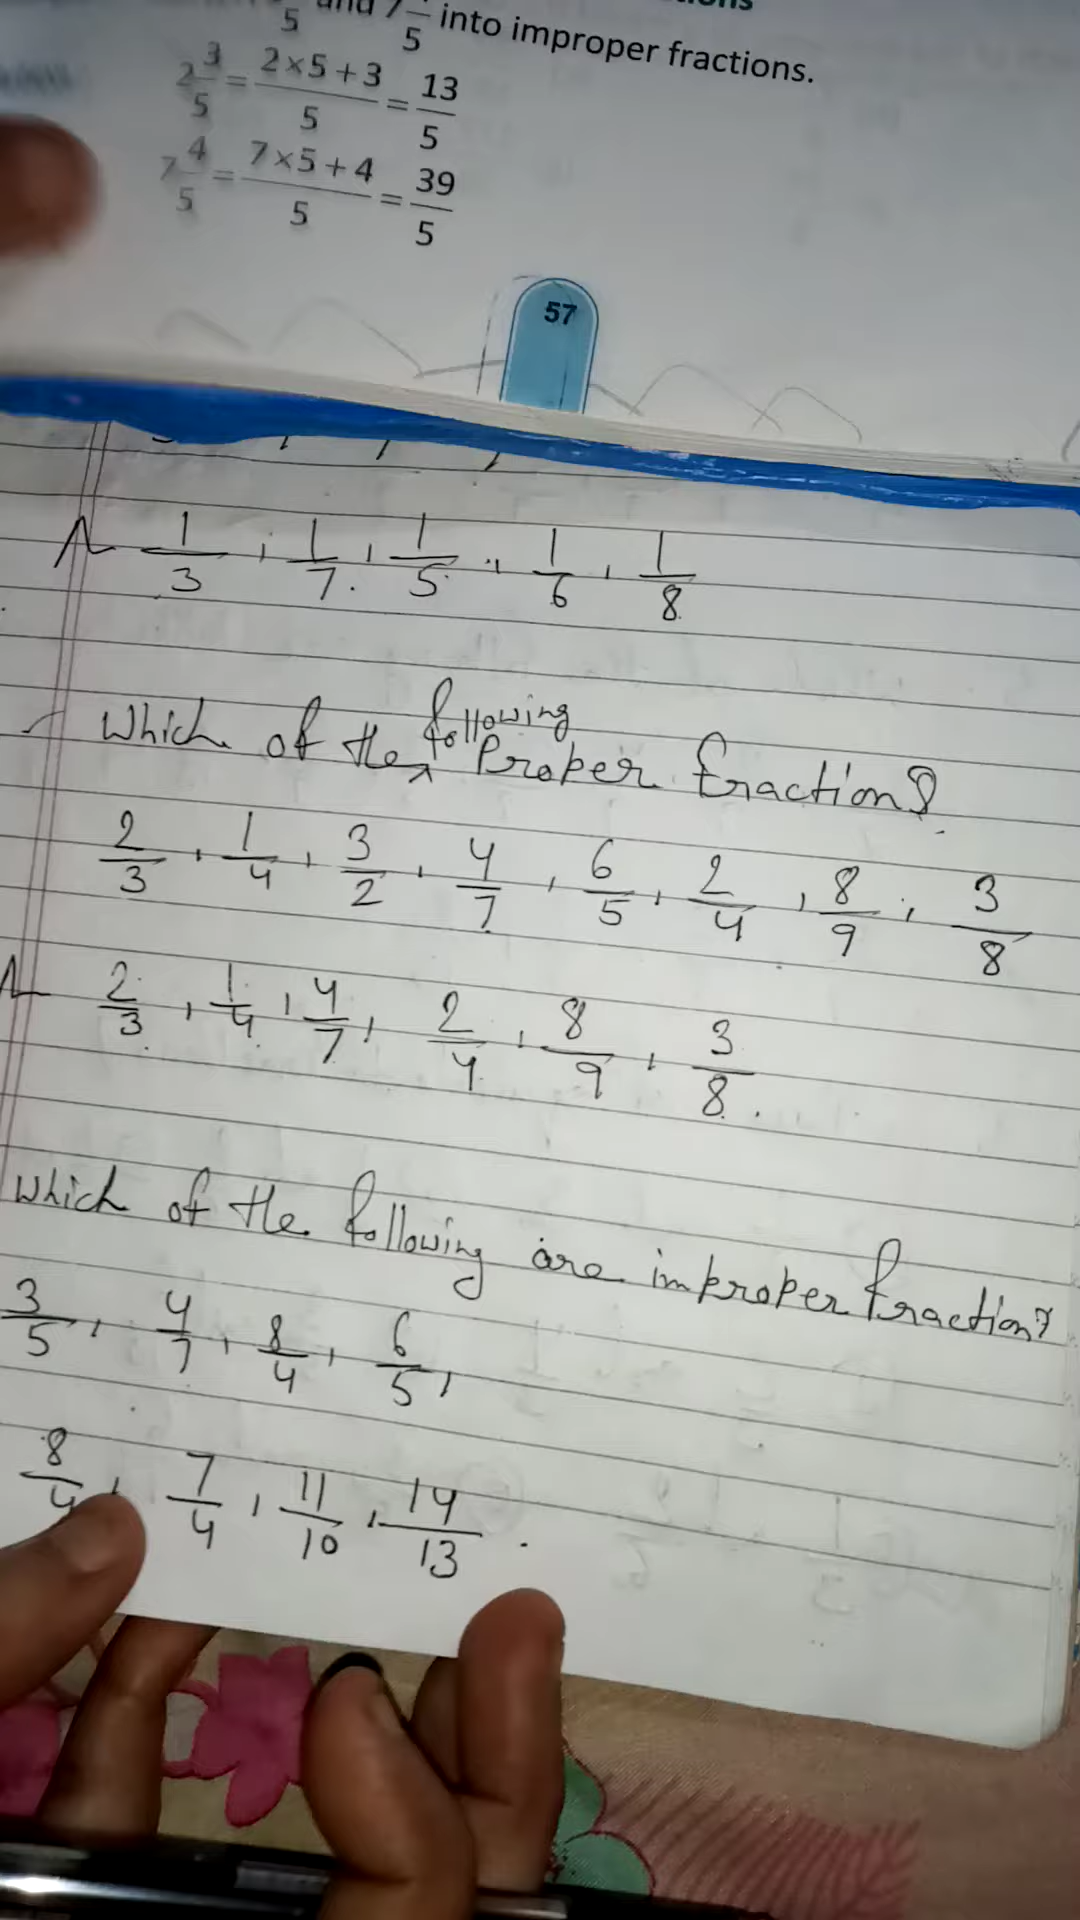 5 and 7 5 into improper fractions.
2 3/5 = 2×5+3/5 = 13/5
7 4/5 = 7×5+4/5 = 39/5
57
1/3 , 1/7 , 1/5 , 1/6 , 1/8
Which of the following Proper fraction?
2/3 , 1/4 , 3/2 , 4/7 , 6/5 , 2/4 , 8/9 , 3/8
2/3 , 1/4 , 4/7 , 2/4 , 8/9 , 3/8 .
Which of the following are improper fraction?
3/5 , 4/7 , 8/4 , 6/5 ,
8/4 , 7/4 , 11/10 , 14/13 .